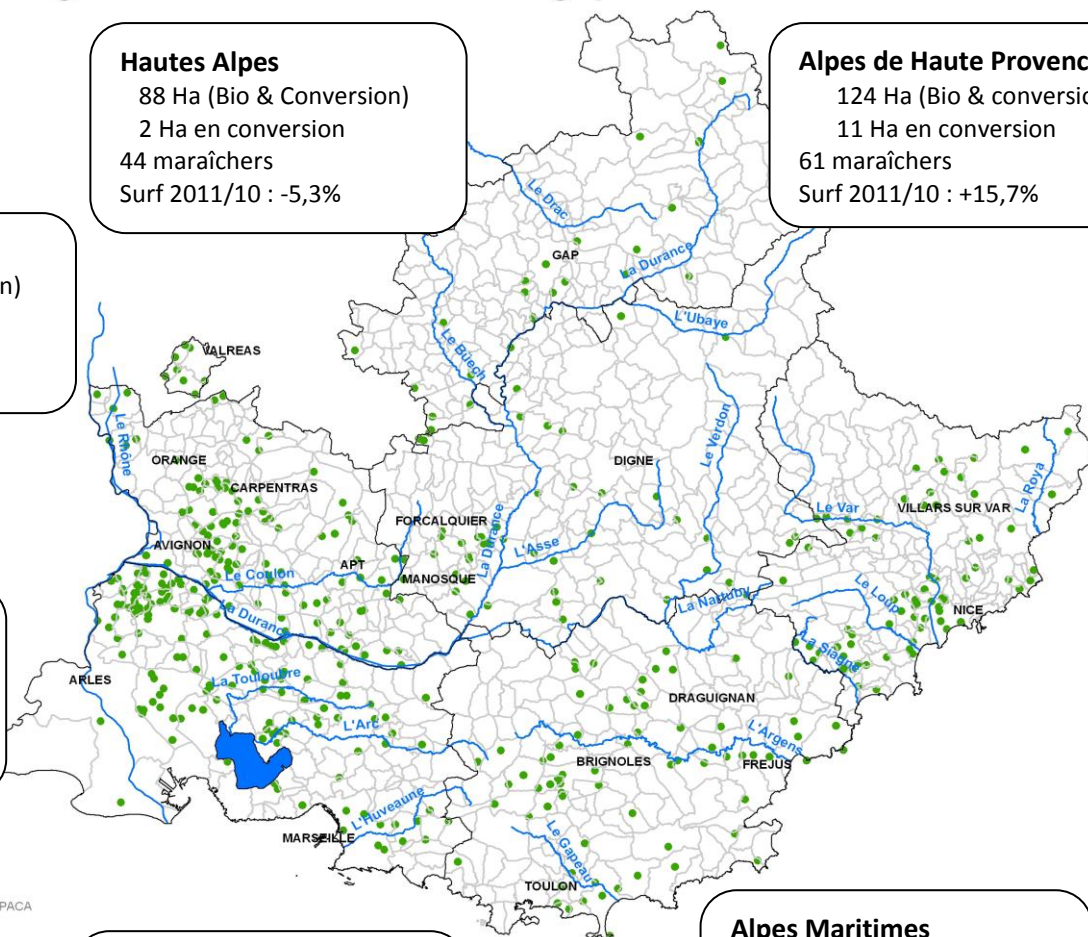 Hautes Alpes
88 Ha (Bio & Conversion)
2 Ha en conversion
44 maraîchers
Surf 2011/10 : -5,3%
Alpes de Haute Provenc
124 Ha (Bio & conversio
11 Ha en conversion
61 maraîchers
Surf 2011/10 : +15,7%
n)
Le Drac
GAP
La Durance
L'Ubaye
Le Büech
VALREAS
Le Rhône
ORANGE
CARPENTRAS
DIGNE
Le Verdon
La Roya
FORCALQUIER
La Durance
Le Var
VILLARS SUR VAR
AVIGNON
L'Asse
APT
Le Coulon
MANOSQUE
La Nartuby
Le Loup
NICE
La Duranc
La Siagne
ARLES
La Touloubre
DRAGUIGNAN
L'Arc
L'Argens
BRIGNOLES
FREJUS
L'Huveaune
MARSEILLE
Le Gapeau
TOULON
PACA
Alpes Maritimes